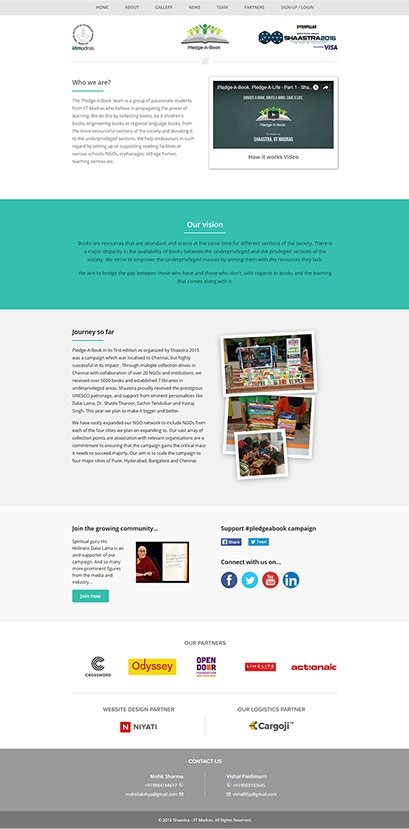 HOME ABOUT GALLERY NEWS TEAM PARTNERS SIGN UP / LOGIN
iitmadras
Pledge-A-Book
CATERPILLAR
SHAASTRA2016
VISA
Who we are?
The 'Pledge-A-Book' team is a group of passionate students
from IIT Madras who believe in propagating the power of
learning. We do this by collecting books, be it children's
books, engineering books or regional language books, from
the more resourceful sections of the society and donating it
to the underprivileged sections. We help endeavours in such
regard by setting up or supporting reading facilities at
various schools, NGOs, orphanages, old-age homes,
teaching centres etc.
Pledge-A-Book. Pledge-A-Life - Part 1 - Sha...
DONATE A BOOK. IGNITE A MIND. SAVE A LIFE.
Pledge-A-Book
SHAASTRA, IIT MADRAS
How it works Video
Our vision
Books are resources that are abundant and scarce at the same time for different sections of the society. There is
a major disparity in the availability of books between the underprivileged and the privileged sections of the
society. We strive to empower the underprivileged masses by arming them with the resources they lack.
We aim to bridge the gap between those who have and those who don't, with regards to books and the learning
that comes along with it.
Journey so far
Pledge-A-Book in its first edition as organized by Shaastra 2015
was a campaign which was localised to Chennai, but highly
successful in its impact : Through multiple collection drives in
Chennai with collaboration of over 20 NGOs and institutions, we
received over 5000 books and established 7 libraries in
underprivileged areas. Shaastra proudly received the prestigious
UNESCO patronage, and support from eminent personalities like
Dalai Lama, Dr. Shashi Tharoor, Sachin Tendulkar and Yuvraj
Singh. This year we plan to make it bigger and better.
We have vastly expanded our NGO network to include NGOs from
each of the four cities we plan on expanding to. Our vast array of
collection points are association with relevant organisations are a
commitment to ensuring that the campaign gains the critical mass
it needs to succeed majorly. Our aim is to scale the campaign to
four major cities of Pune, Hyderabad, Bangalore and Chennai.
Join the growing community...
Spiritual guru His
Holiness Dalai Lama is an
avid supporter of our
campaign. And so many
more prominent figures
from the media and
industry...
Join now
Support #pledgeabook campaign
Share Tweet
Connect with us on...
OUR PARTNERS
CROSSWORD
Odyssey
OPEN
DOOR
FOUNDATION
LIMELITE
actionaid
WEBSITE DESIGN PARTNER
NIYATI
OUR LOGISTICS PARTNER
Cargoji
CONTACT US
Mohit Sharma
+919884184617
mohitlakshya@gmail.com
Vishal Paidimarri
+919003102645
© 2016 Shaastra - IIT Madras. All Rights Reserved.